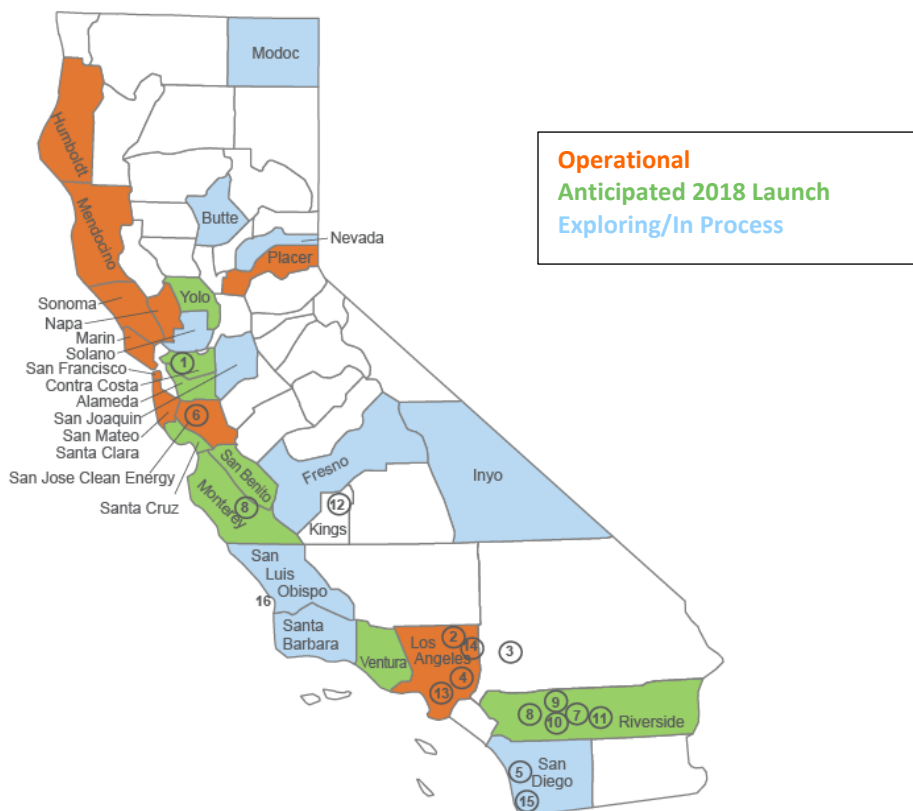 Modoc
Humboldt
Operational
Anticipated 2018 Launch
Exploring/In Process
Mendocino
Butte
Nevada
Placer
Sonoma
Yolo
Napa
Marin
Solano
San Francisco
1
Contra Costa
Alameda
San Joaquin
6
San Mateo
Santa Clara
San Jose Clean Energy
Santa Cruz
San Benito
Fresno
Inyo
Monterey
8
12
Kings
San
Luis
Obispo
16
Santa
Barbara
Ventura
Los
Angeles
2
14
3
4
13
9
8
10
7
11
Riverside
5
San
Diego
15